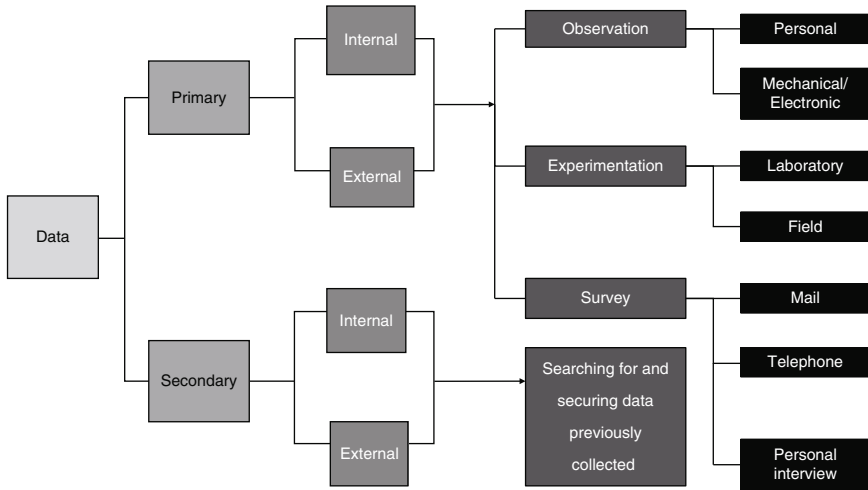 Data
Primary
Secondary
Internal
External
Internal
External
Observation
Experimentation
Survey
Searching for and
securing data
previously
collected
Personal
Mechanical/
Electronic
Laboratory
Field
Mail
Telephone
Personal
interview